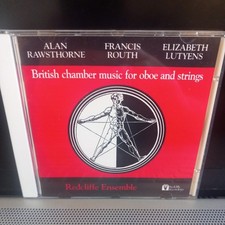 ALAN FRANCIS ELIZABETH
RAWSTHORNE ROUTH LUTYENS
British chamber music for oboe and strings
Redcliffe Ensemble